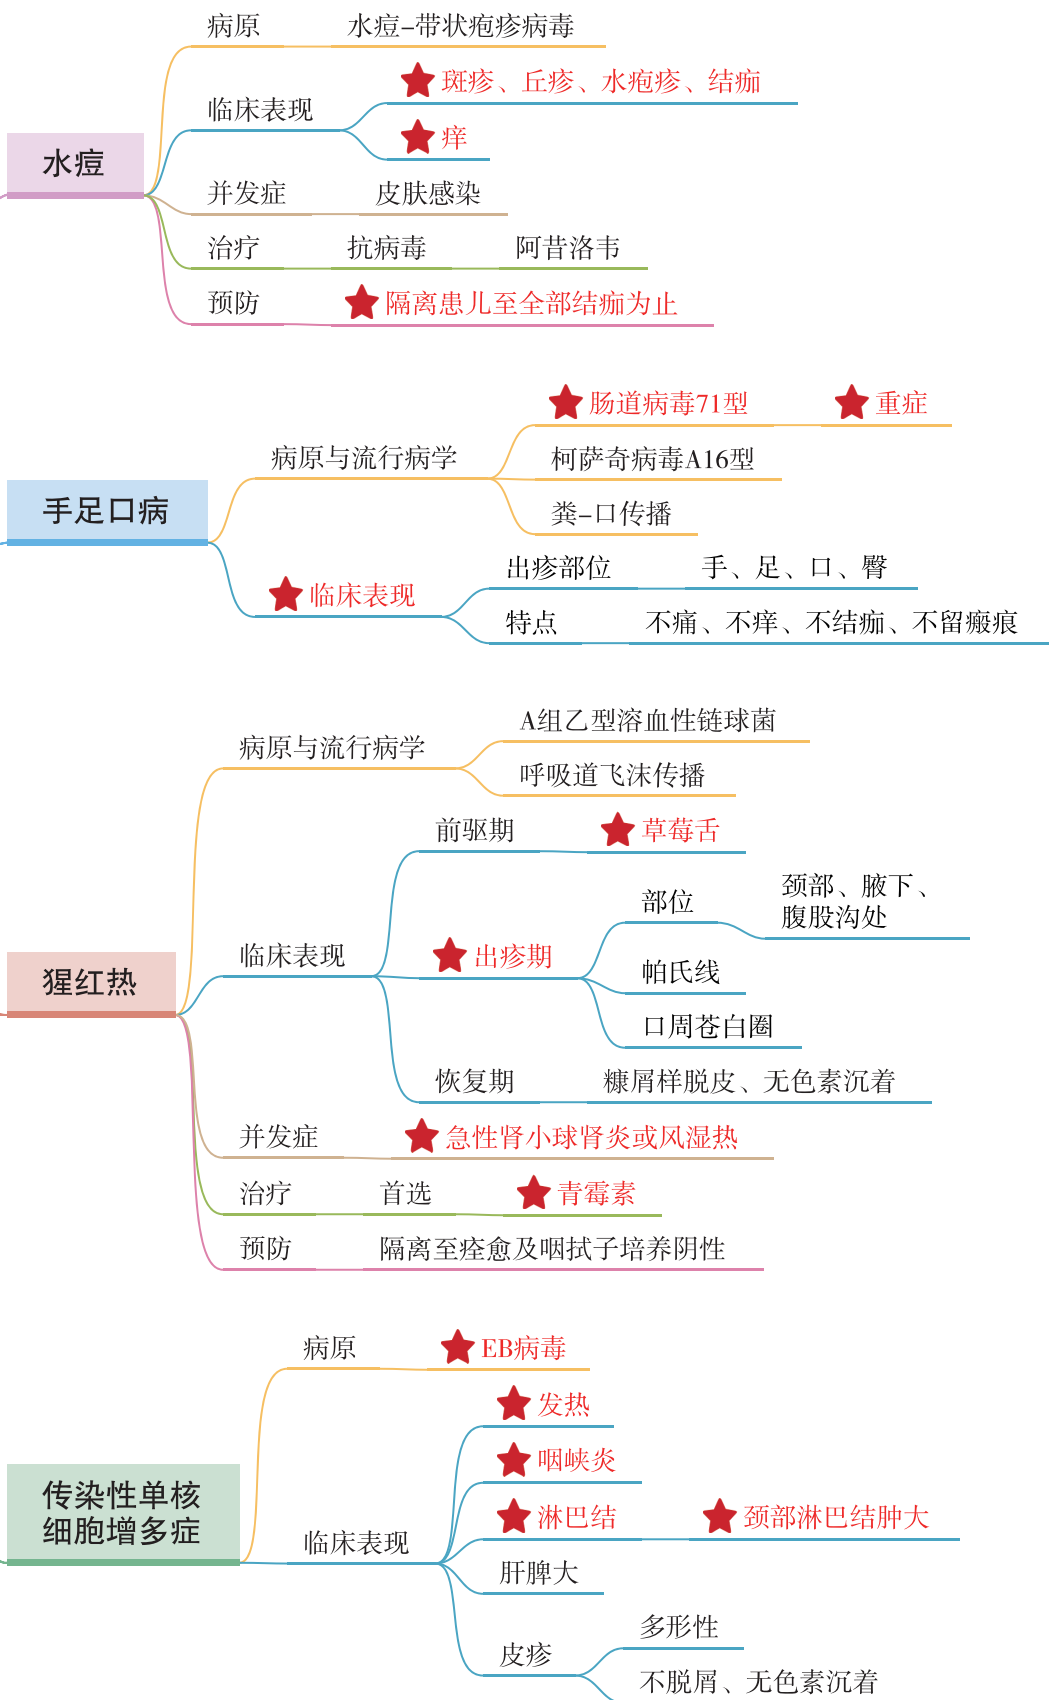 水痘
病原
水痘-带状疱疹病毒
临床表现
斑疹、丘疹、水疱疹、结痂
痒
并发症
皮肤感染
治疗
抗病毒
阿昔洛韦
预防
隔离患儿至全部结痂为止
手足口病
病原与流行病学
肠道病毒71型
重症
柯萨奇病毒A16型
粪-口传播
临床表现
出疹部位
手、足、口、臀
特点
不痛、不痒、不结痂、不留瘢痕
猩红热
病原与流行病学
A组乙型溶血性链球菌
呼吸道飞沫传播
临床表现
前驱期
草莓舌
出疹期
部位
颈部、腋下、
腹股沟处
帕氏线
口周苍白圈
恢复期
糠屑样脱皮、无色素沉着
并发症
急性肾小球肾炎或风湿热
治疗
首选
青霉素
预防
隔离至痊愈及咽拭子培养阴性
传染性单核
细胞增多症
病原
EB病毒
临床表现
发热
咽峡炎
淋巴结
颈部淋巴结肿大
肝脾大
皮疹
多形性
不脱屑、无色素沉着